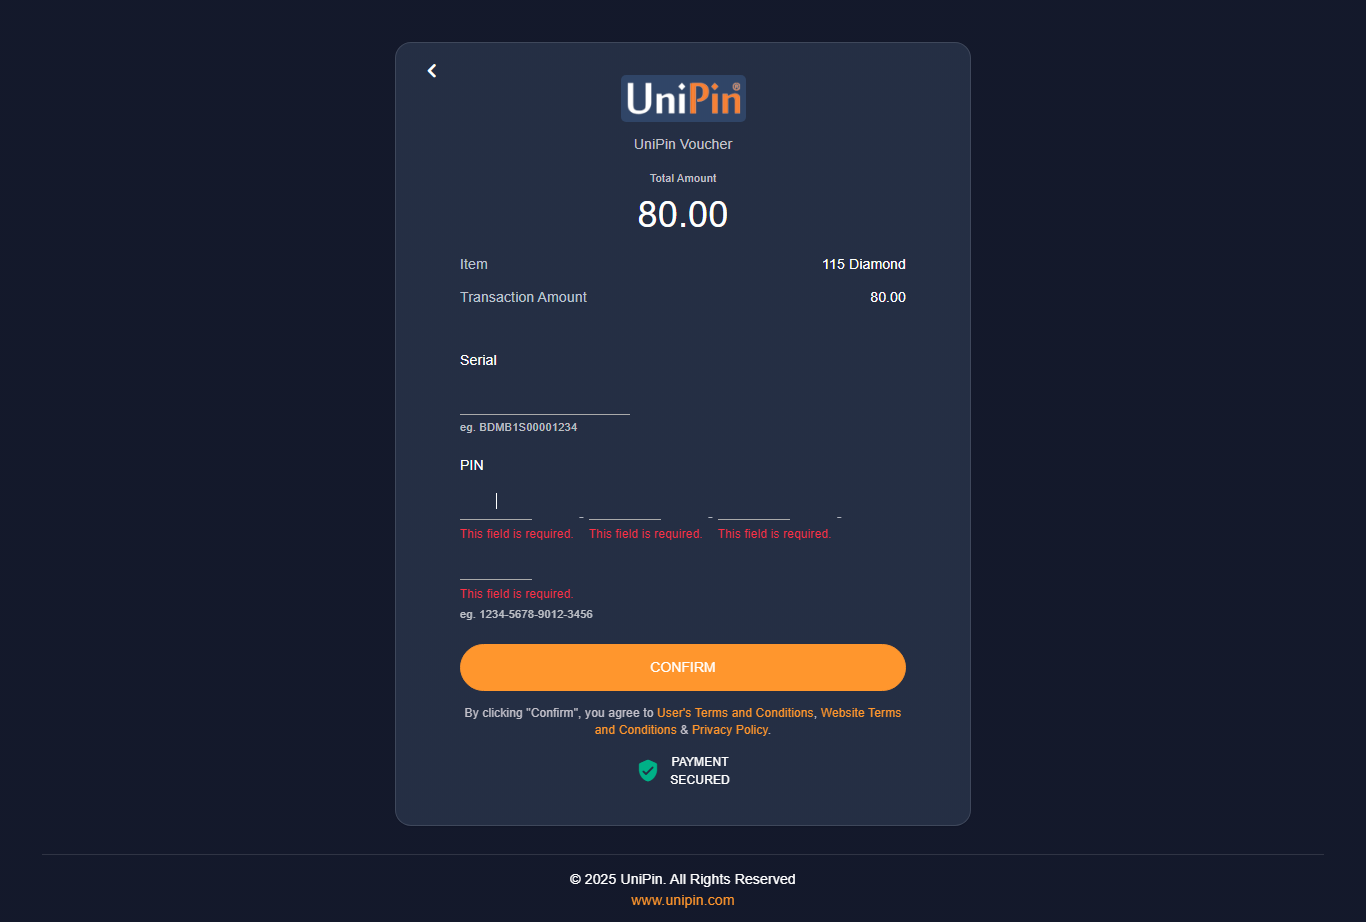 UniPin®
UniPin Voucher
Total Amount
80.00
Item 115 Diamond
Transaction Amount 80.00
Serial
eg. BDMB1S00001234
PIN
- - -
This field is required. This field is required. This field is required.
This field is required.
eg. 1234-5678-9012-3456
CONFIRM
By clicking "Confirm", you agree to User's Terms and Conditions, Website Terms
and Conditions & Privacy Policy.
PAYMENT
SECURED
© 2025 UniPin. All Rights Reserved
www.unipin.com